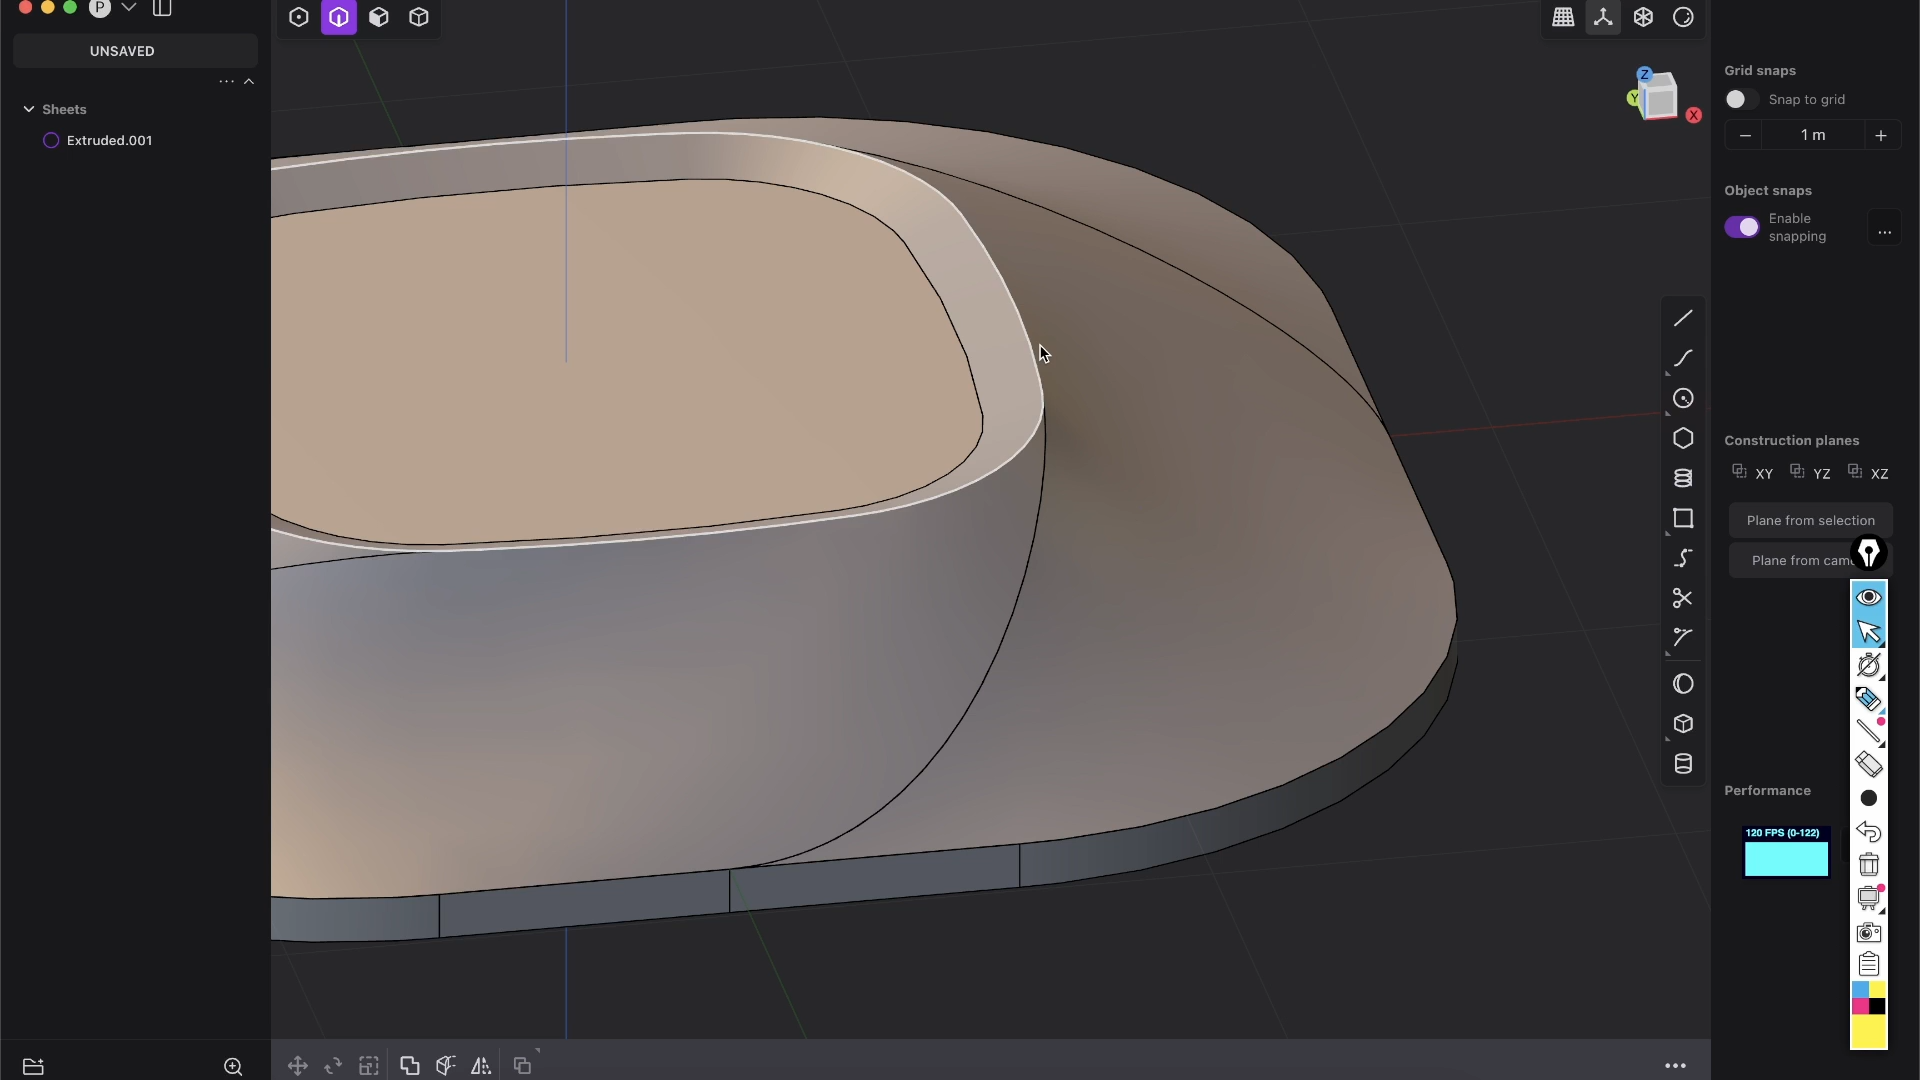 P
UNSAVED
Sheets
Extruded.001
Z
Y
X
Grid snaps
Snap to grid
1 m
Object snaps
Enable
snapping
Construction planes
XY YZ XZ
Plane from selection
Plane from came
Performance
120 FPS (0-122)